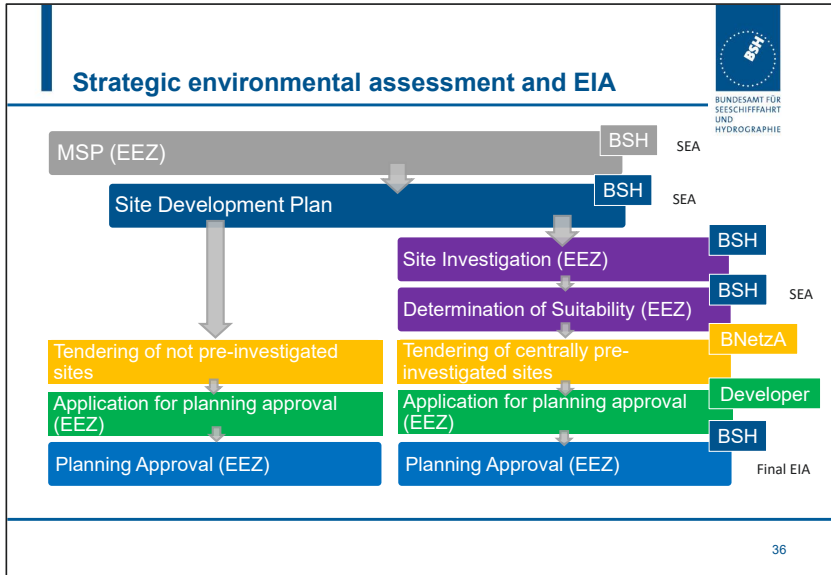 Strategic environmental assessment and EIA
BSH
BUNDESAMT FÜR
SEESCHIFFFAHRT
UND
HYDROGRAPHIE
MSP (EEZ)
BSH
SEA
Site Development Plan
BSH
SEA
Site Investigation (EEZ)
BSH
Determination of Suitability (EEZ)
BSH
SEA
Tendering of not pre-investigated
sites
Tendering of centrally pre-
investigated sites
BNetzA
Application for planning approval
(EEZ)
Application for planning approval
(EEZ)
Developer
Planning Approval (EEZ)
Planning Approval (EEZ)
BSH
Final EIA
36